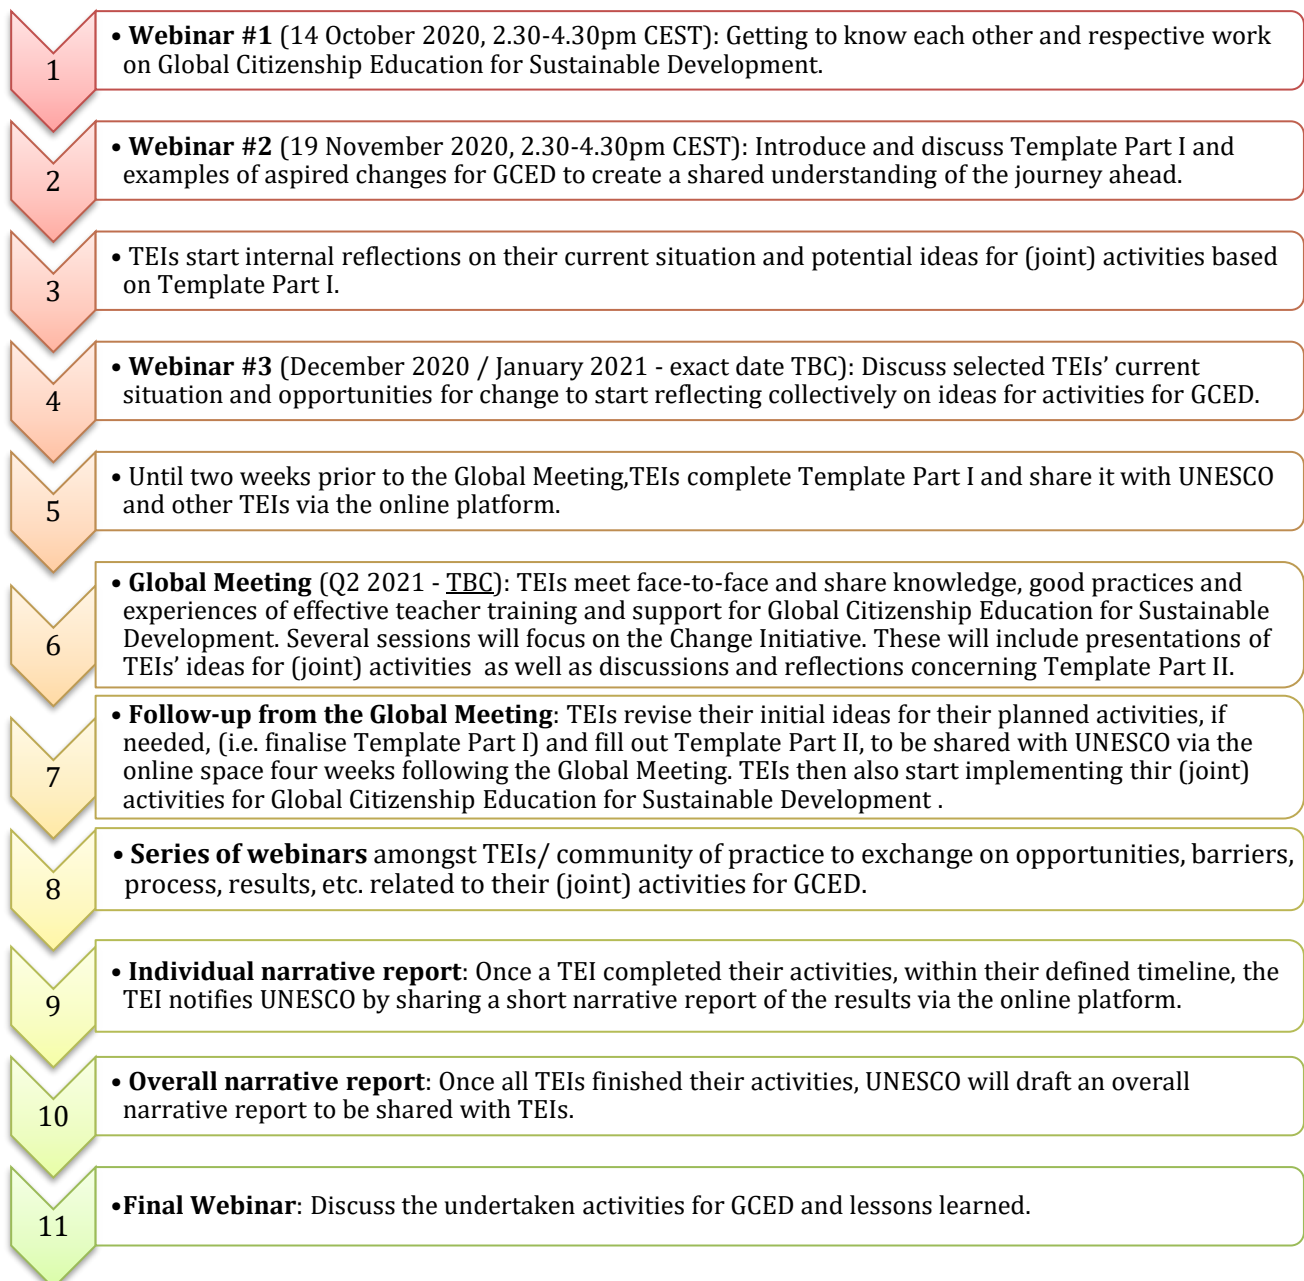 1
• Webinar #1 (14 October 2020, 2.30-4.30pm CEST): Getting to know each other and respective work
on Global Citizenship Education for Sustainable Development.
2
• Webinar #2 (19 November 2020, 2.30-4.30pm CEST): Introduce and discuss Template Part I and
examples of aspired changes for GCED to create a shared understanding of the journey ahead.
3
• TEIs start internal reflections on their current situation and potential ideas for (joint) activities based
on Template Part I.
4
• Webinar #3 (December 2020 / January 2021 - exact date TBC): Discuss selected TEIs’ current
situation and opportunities for change to start reflecting collectively on ideas for activities for GCED.
5
• Until two weeks prior to the Global Meeting,TEIs complete Template Part I and share it with UNESCO
and other TEIs via the online platform.
6
• Global Meeting (Q2 2021 - TBC): TEIs meet face-to-face and share knowledge, good practices and
experiences of effective teacher training and support for Global Citizenship Education for Sustainable
Development. Several sessions will focus on the Change Initiative. These will include presentations of
TEIs’ ideas for (joint) activities as well as discussions and reflections concerning Template Part II.
7
• Follow-up from the Global Meeting: TEIs revise their initial ideas for their planned activities, if
needed, (i.e. finalise Template Part I) and fill out Template Part II, to be shared with UNESCO via the
online space four weeks following the Global Meeting. TEIs then also start implementing thir (joint)
activities for Global Citizenship Education for Sustainable Development .
8
• Series of webinars amongst TEIs/ community of practice to exchange on opportunities, barriers,
process, results, etc. related to their (joint) activities for GCED.
9
• Individual narrative report: Once a TEI completed their activities, within their defined timeline, the
TEI notifies UNESCO by sharing a short narrative report of the results via the online platform.
10
• Overall narrative report: Once all TEIs finished their activities, UNESCO will draft an overall
narrative report to be shared with TEIs.
11
•Final Webinar: Discuss the undertaken activities for GCED and lessons learned.